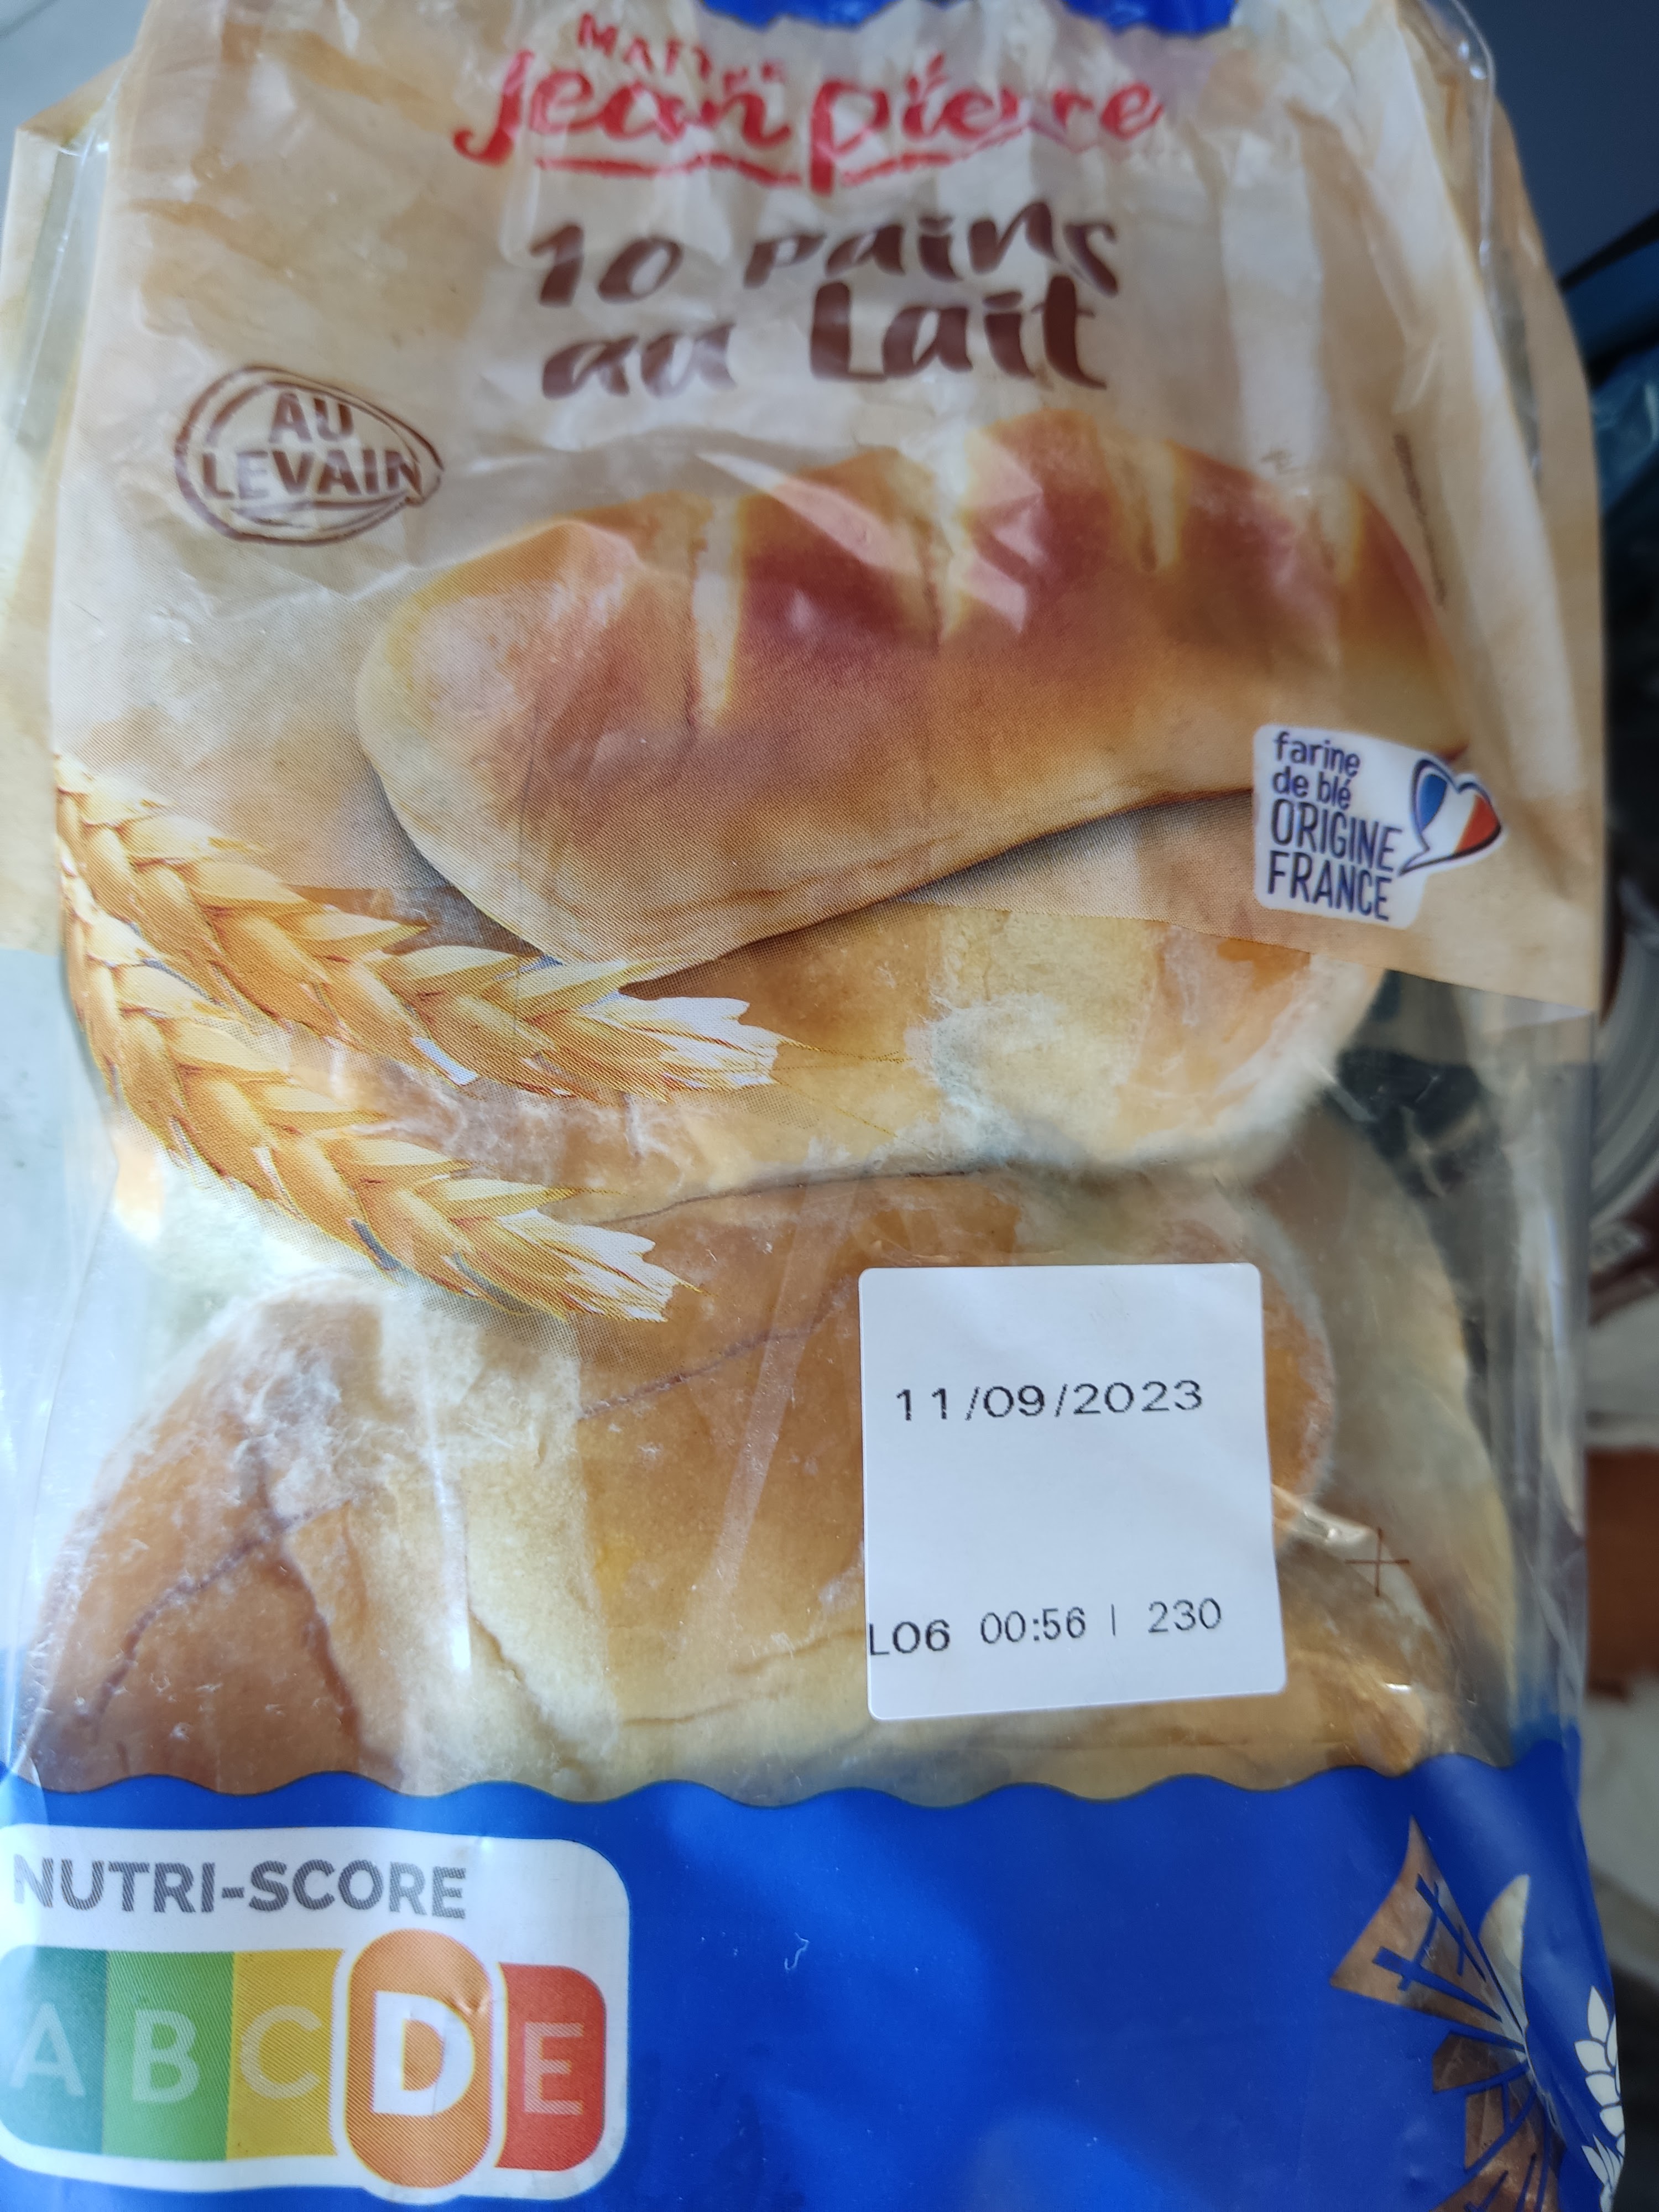 MAÎTRE
Jean pierre
10 pains
au Lait
AU
LEVAIN
farine
de blé
ORIGINE
FRANCE
11/09/2023
L06 00:56 | 230
NUTRI-SCORE
A B C D E